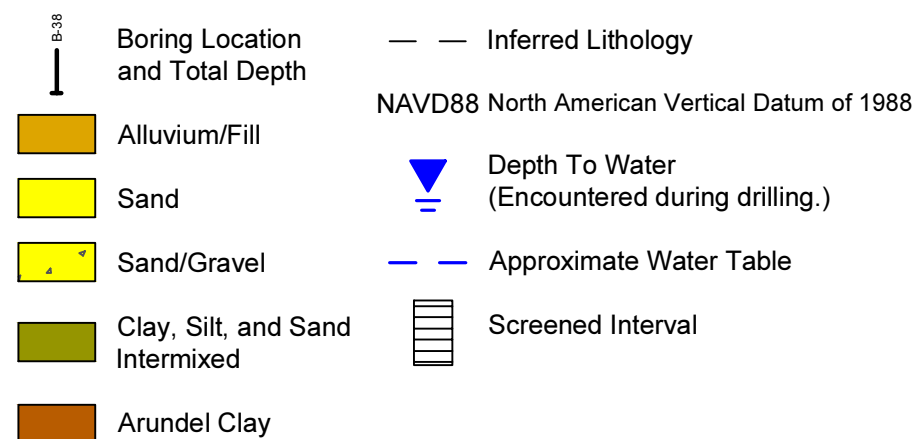 B-38
Boring Location
and Total Depth
Alluvium/Fill
Sand
Sand/Gravel
Clay, Silt, and Sand
Intermixed
Arundel Clay
Inferred Lithology
NAVD88 North American Vertical Datum of 1988
Depth To Water
(Encountered during drilling.)
Approximate Water Table
Screened Interval